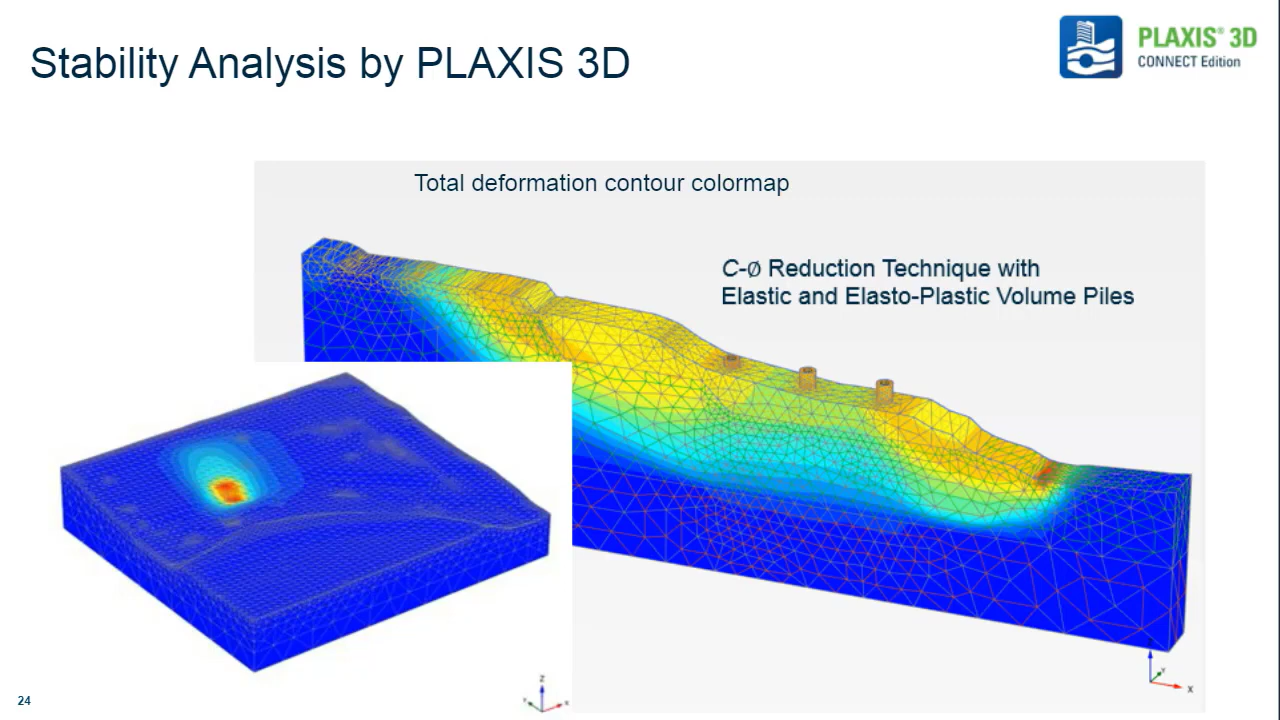 Stability Analysis by PLAXIS 3D
PLAXIS® 3D
CONNECT Edition
Total deformation contour colormap
C-Ø Reduction Technique with
Elastic and Elasto-Plastic Volume Piles
Z
Y
X
Y
X
24